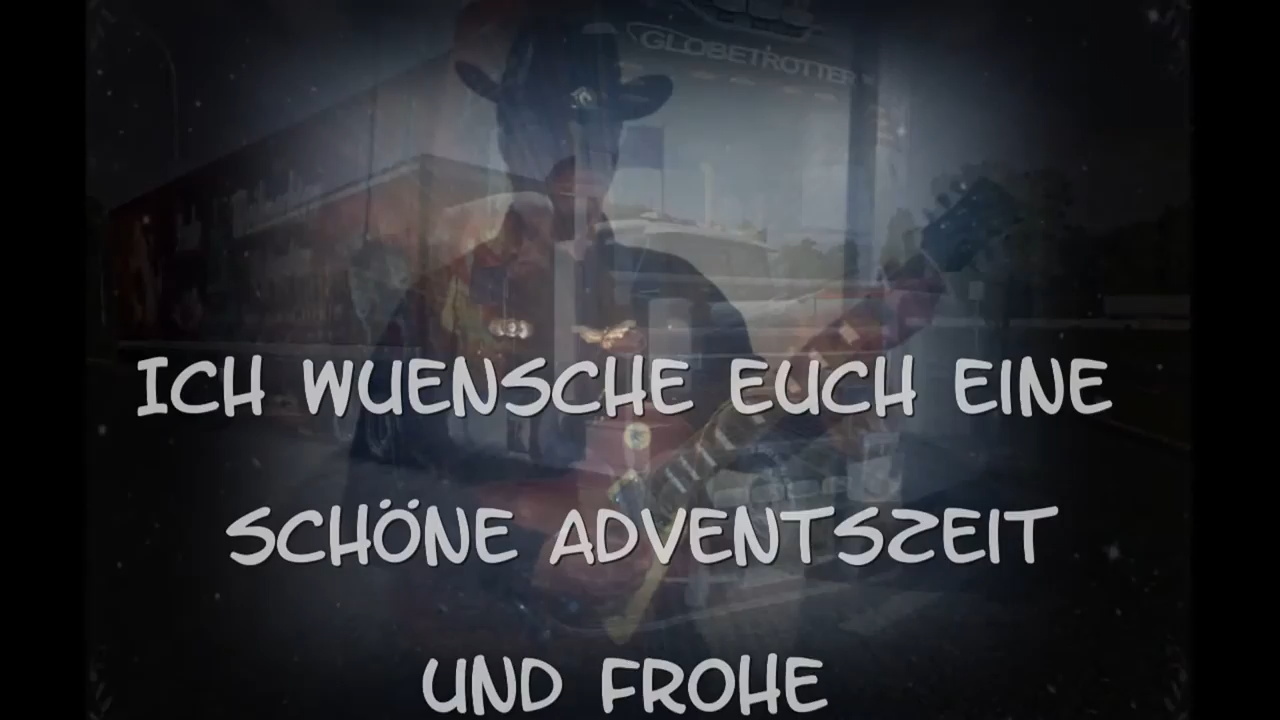 GLOBETROTTER
ICH WUENSCHE EUCH EINE
SCHÖNE ADVENTSZEIT
UND FROHE